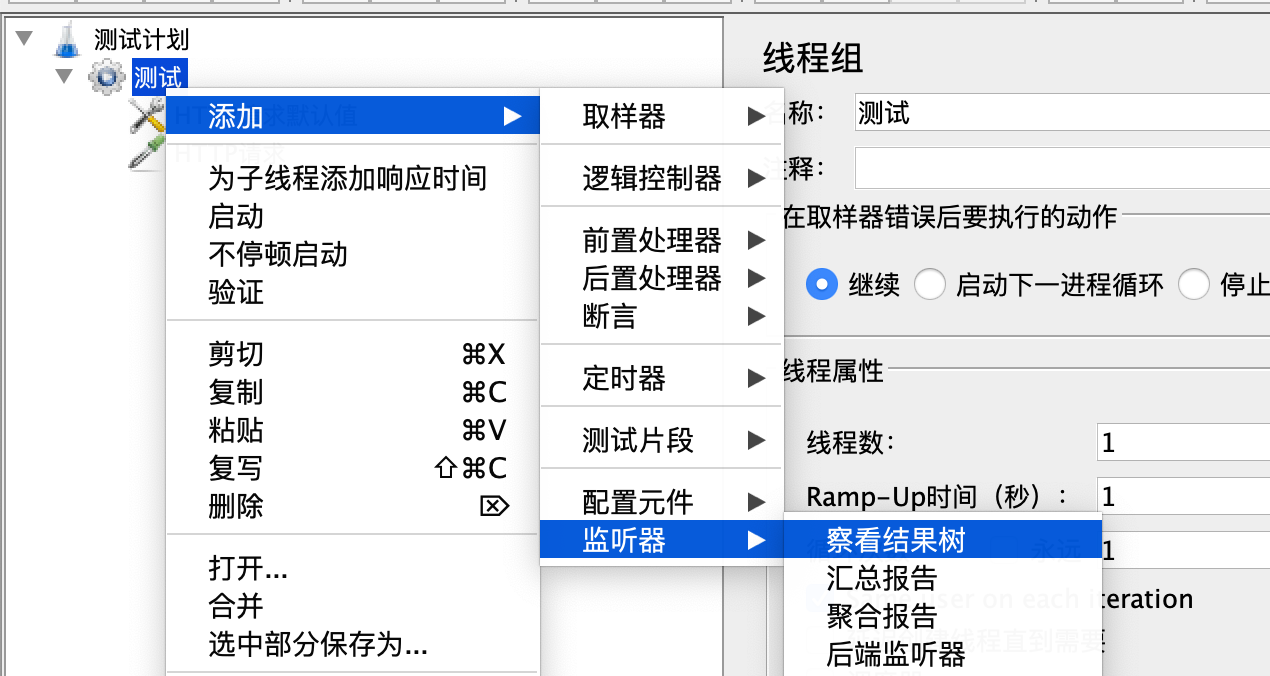 测试计划
测试
HTTP请求默认值
HTTP请求
添加
为子线程添加响应时间
启动
不停顿启动
验证
剪切 ⌘X
复制 ⌘C
粘贴 ⌘V
复写 ⇧⌘C
删除 ⌦
打开...
合并
选中部分保存为...
取样器
逻辑控制器
前置处理器
后置处理器
断言
定时器
测试片段
配置元件
监听器
察看结果树
汇总报告
聚合报告
后端监听器
线程组
名称： 测试
注释：
在取样器错误后要执行的动作
继续 启动下一进程循环 停止
线程属性
线程数： 1
Ramp-Up时间（秒）： 1
永远 1
Same user on each iteration
线程直到需要